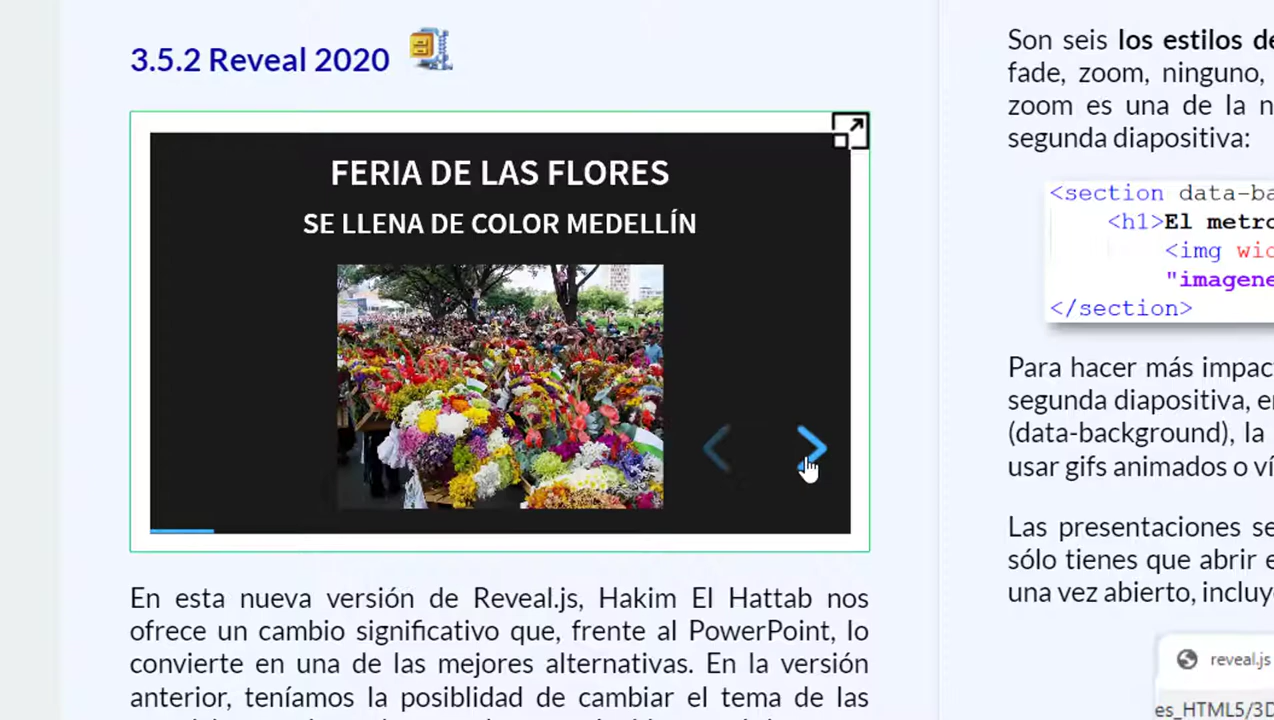 3.5.2 Reveal 2020
FERIA DE LAS FLORES
SE LLENA DE COLOR MEDELLÍN
En esta nueva versión de Reveal.js, Hakim El Hattab nos
ofrece un cambio significativo que, frente al PowerPoint, lo
convierte en una de las mejores alternativas. En la versión
anterior, teníamos la posiblidad de cambiar el tema de las
Son seis los estilos de
fade, zoom, ninguno,
zoom es una de la
segunda diapositiva:
<section
<h1>El metro
<img
"imagene
</section>
Para hacer más impac
segunda diapositiva, e
(data-background), la
usar gifs animados o
Las presentaciones se
sólo tienes que abrir e
una vez abierto, incluy
reveal.js
es_HTML5/3D